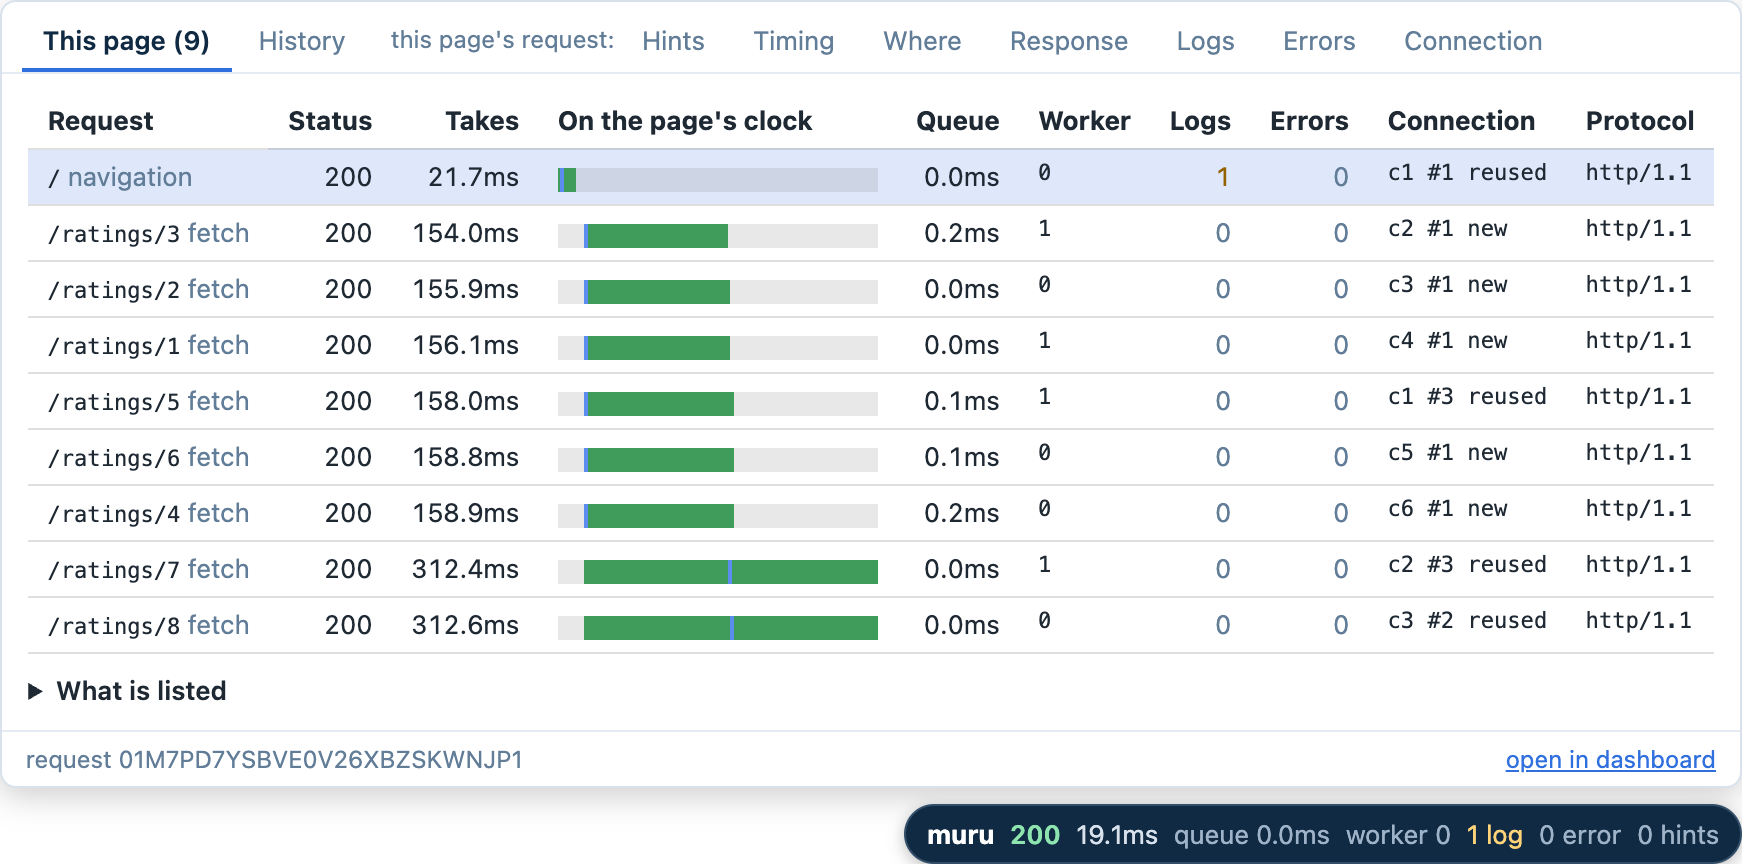 This page (9) History this page's request: Hints Timing Where Response Logs Errors Connection
Request Status Takes On the page's clock Queue Worker Logs Errors Connection Protocol
/ navigation 200 21.7ms 0.0ms 0 1 0 c1 #1 reused http/1.1
/ratings/3 fetch 200 154.0ms 0.2ms 1 0 0 c2 #1 new http/1.1
/ratings/2 fetch 200 155.9ms 0.0ms 0 0 0 c3 #1 new http/1.1
/ratings/1 fetch 200 156.1ms 0.0ms 1 0 0 c4 #1 new http/1.1
/ratings/5 fetch 200 158.0ms 0.1ms 1 0 0 c1 #3 reused http/1.1
/ratings/6 fetch 200 158.8ms 0.1ms 0 0 0 c5 #1 new http/1.1
/ratings/4 fetch 200 158.9ms 0.2ms 0 0 0 c6 #1 new http/1.1
/ratings/7 fetch 200 312.4ms 0.0ms 1 0 0 c2 #3 reused http/1.1
/ratings/8 fetch 200 312.6ms 0.0ms 0 0 0 c3 #2 reused http/1.1
▶ What is listed
request 01M7PD7YSBVE0V26XBZSKWNJP1 open in dashboard
muru 200 19.1ms queue 0.0ms worker 0 1 log 0 error 0 hints